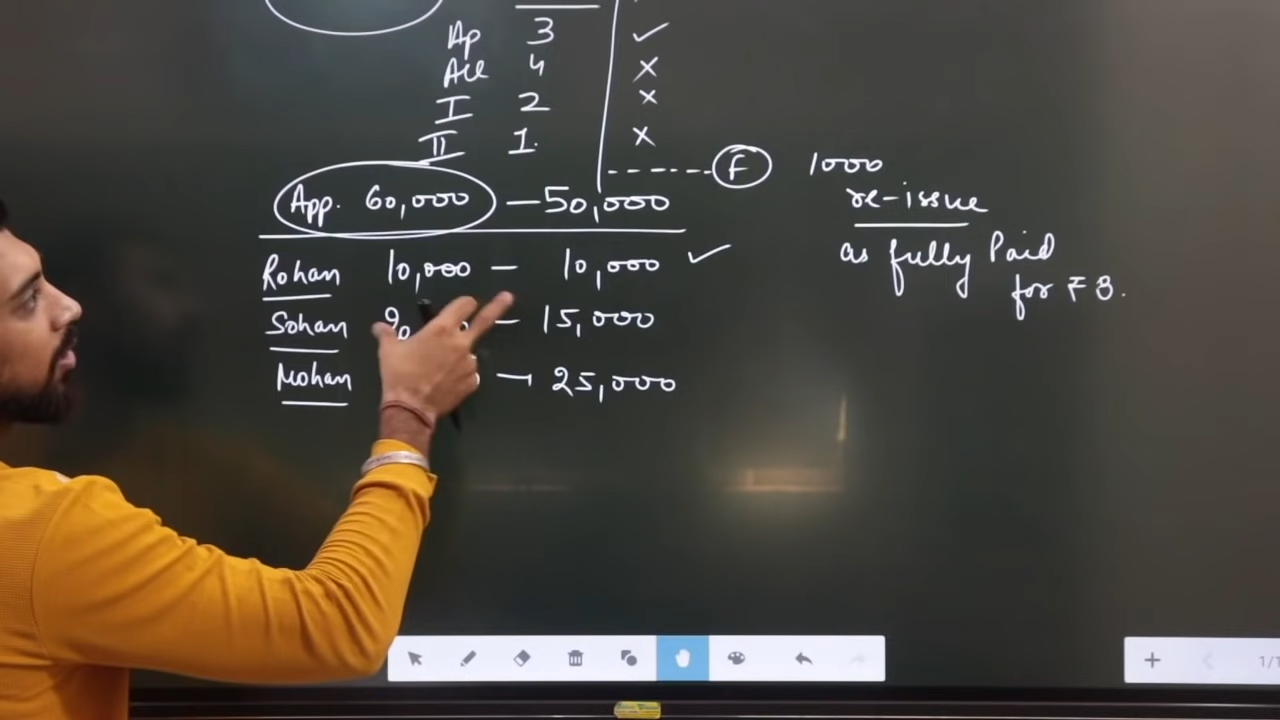 Ap 3 ✓
All 4 ×
I 2 ×
II 1. ×
F 1000
re-issue
as fully Paid
for ₹ 8.
App. 60,000 — 50,000
Rohan 10,000 — 10,000 ✓
Sohan — 15,000
Mohan — 25,000